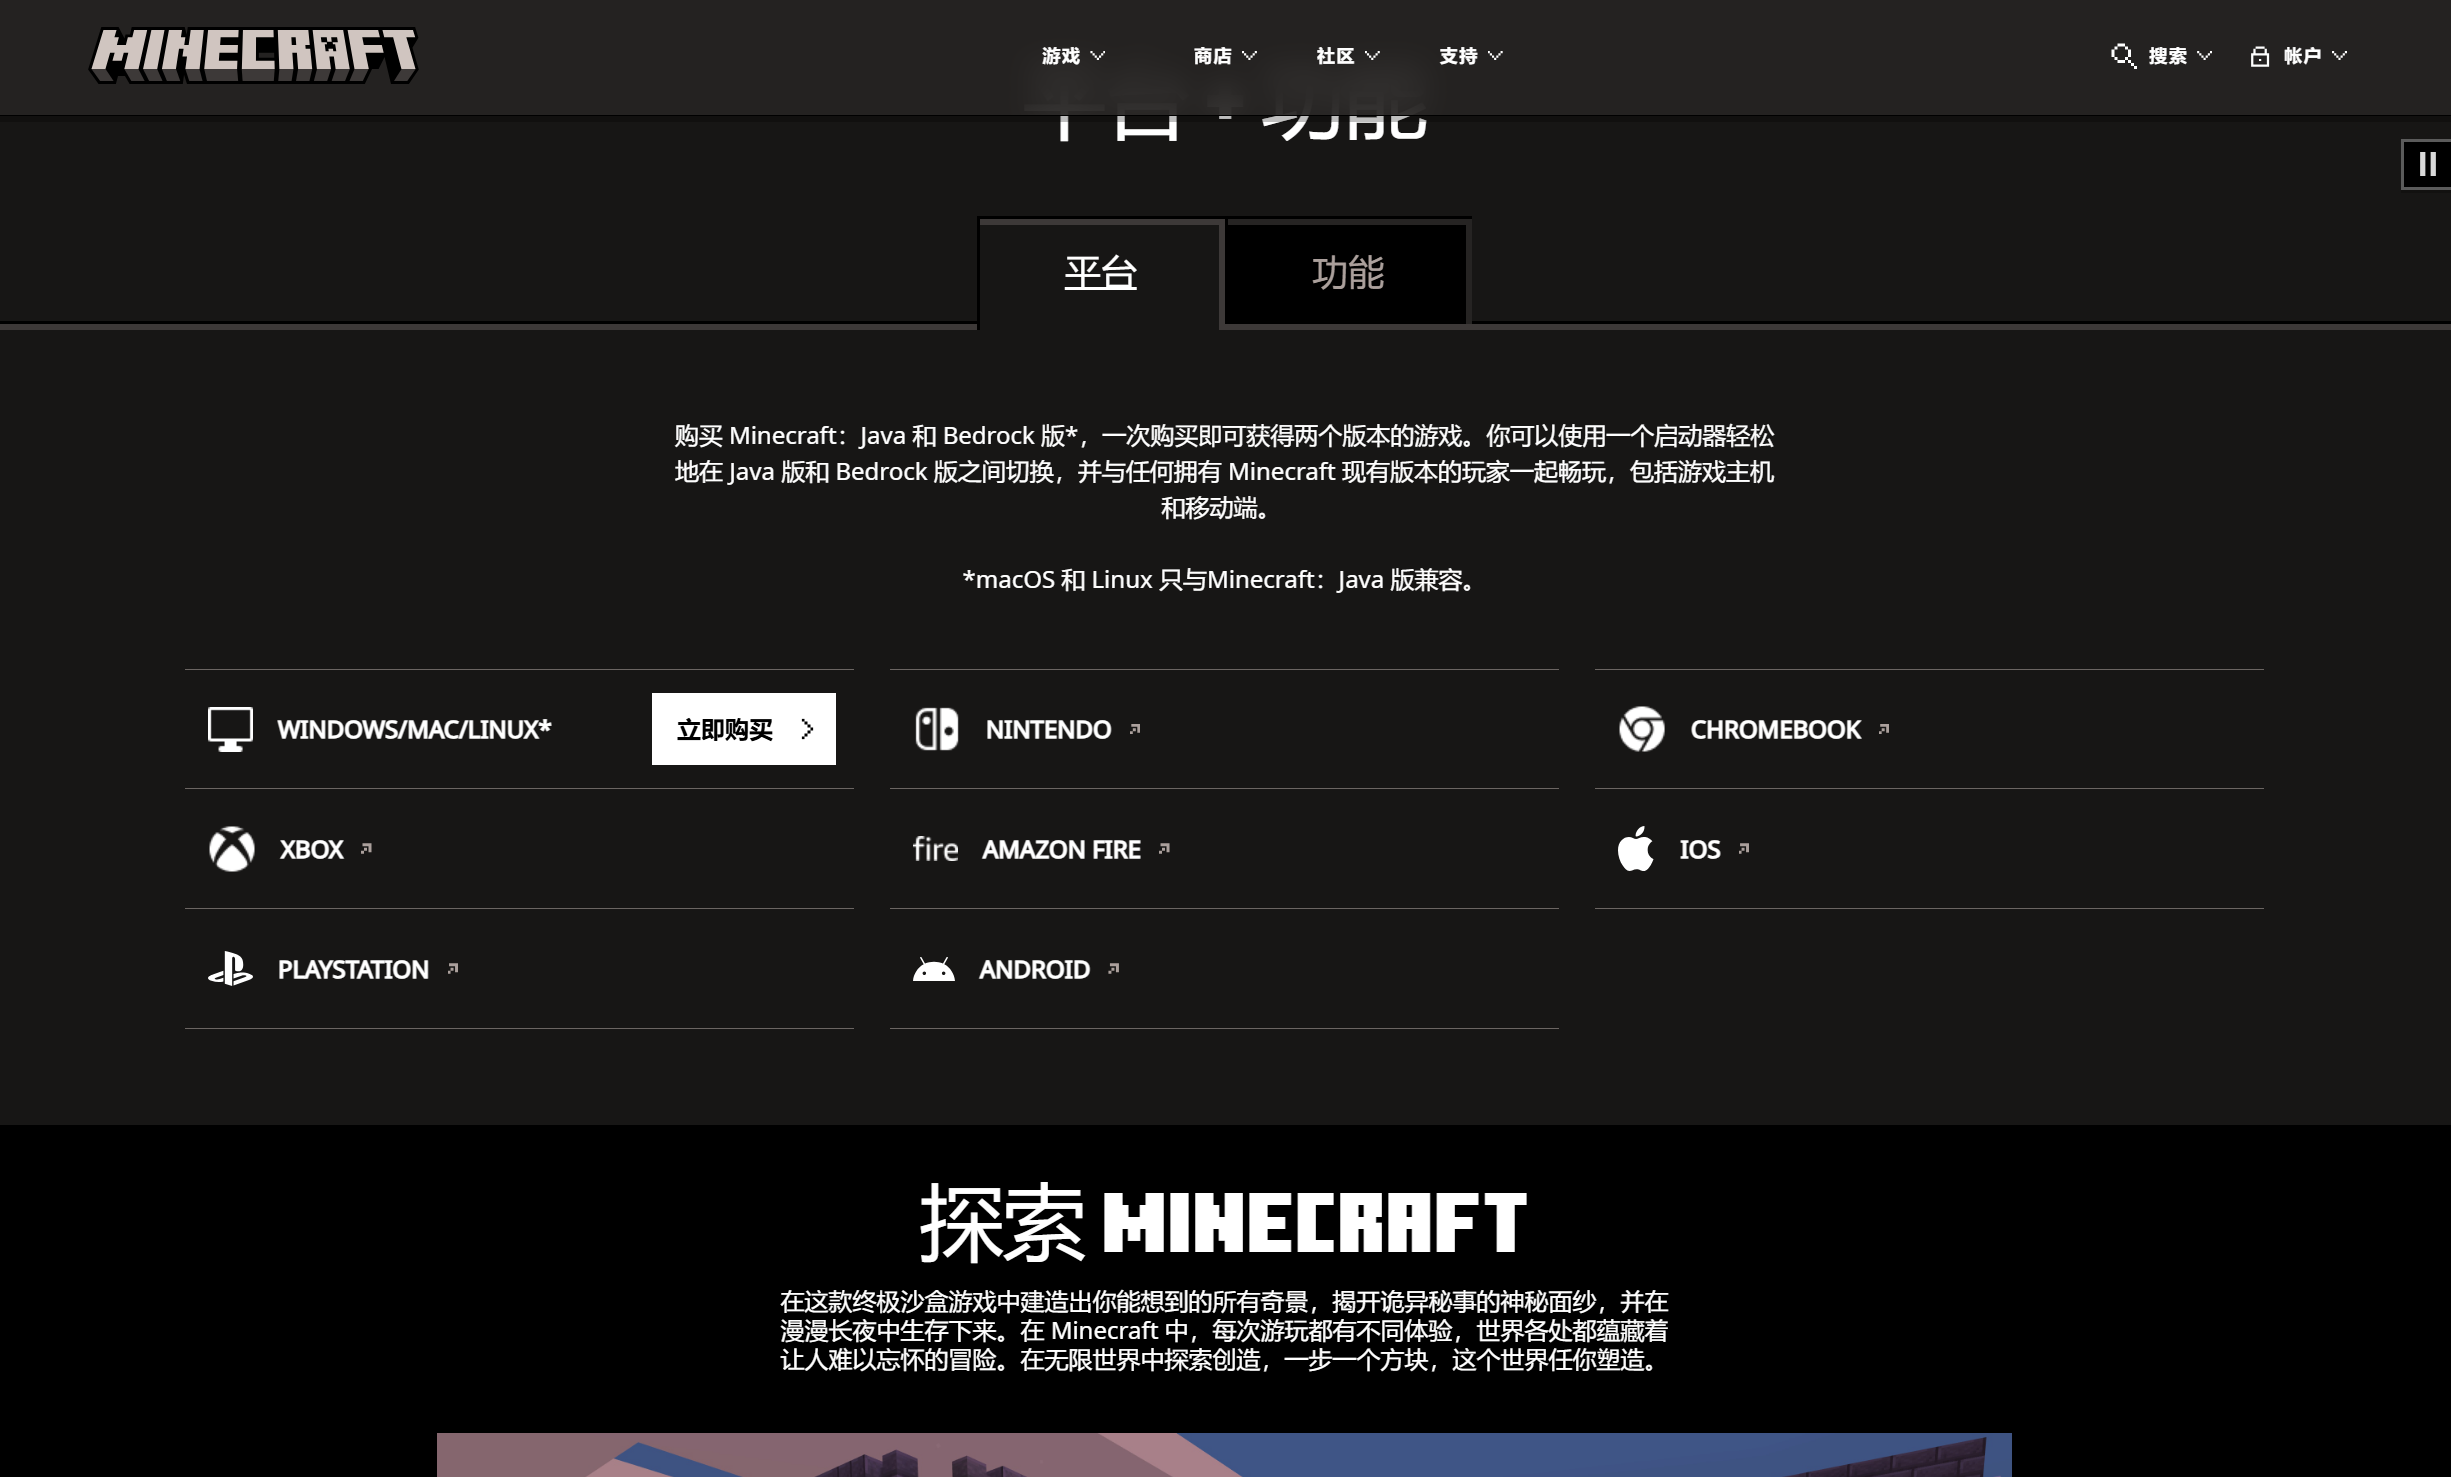 MINECRAFT
游戏
商店
社区
支持
搜索
帐户
平台 + 功能
平台
功能
购买 Minecraft：Java 和 Bedrock 版*，一次购买即可获得两个版本的游戏。你可以使用一个启动器轻松
地在 Java 版和 Bedrock 版之间切换，并与任何拥有 Minecraft 现有版本的玩家一起畅玩，包括游戏主机
和移动端。
*macOS 和 Linux 只与Minecraft：Java 版兼容。
WINDOWS/MAC/LINUX*
立即购买
NINTENDO
CHROMEBOOK
XBOX
fire AMAZON FIRE
IOS
PLAYSTATION
ANDROID
探索 MINECRAFT
在这款终极沙盒游戏中建造出你能想到的所有奇景，揭开诡异秘事的神秘面纱，并在
漫漫长夜中生存下来。在 Minecraft 中，每次游玩都有不同体验，世界各处都蕴藏着
让人难以忘怀的冒险。在无限世界中探索创造，一步一个方块，这个世界任你塑造。